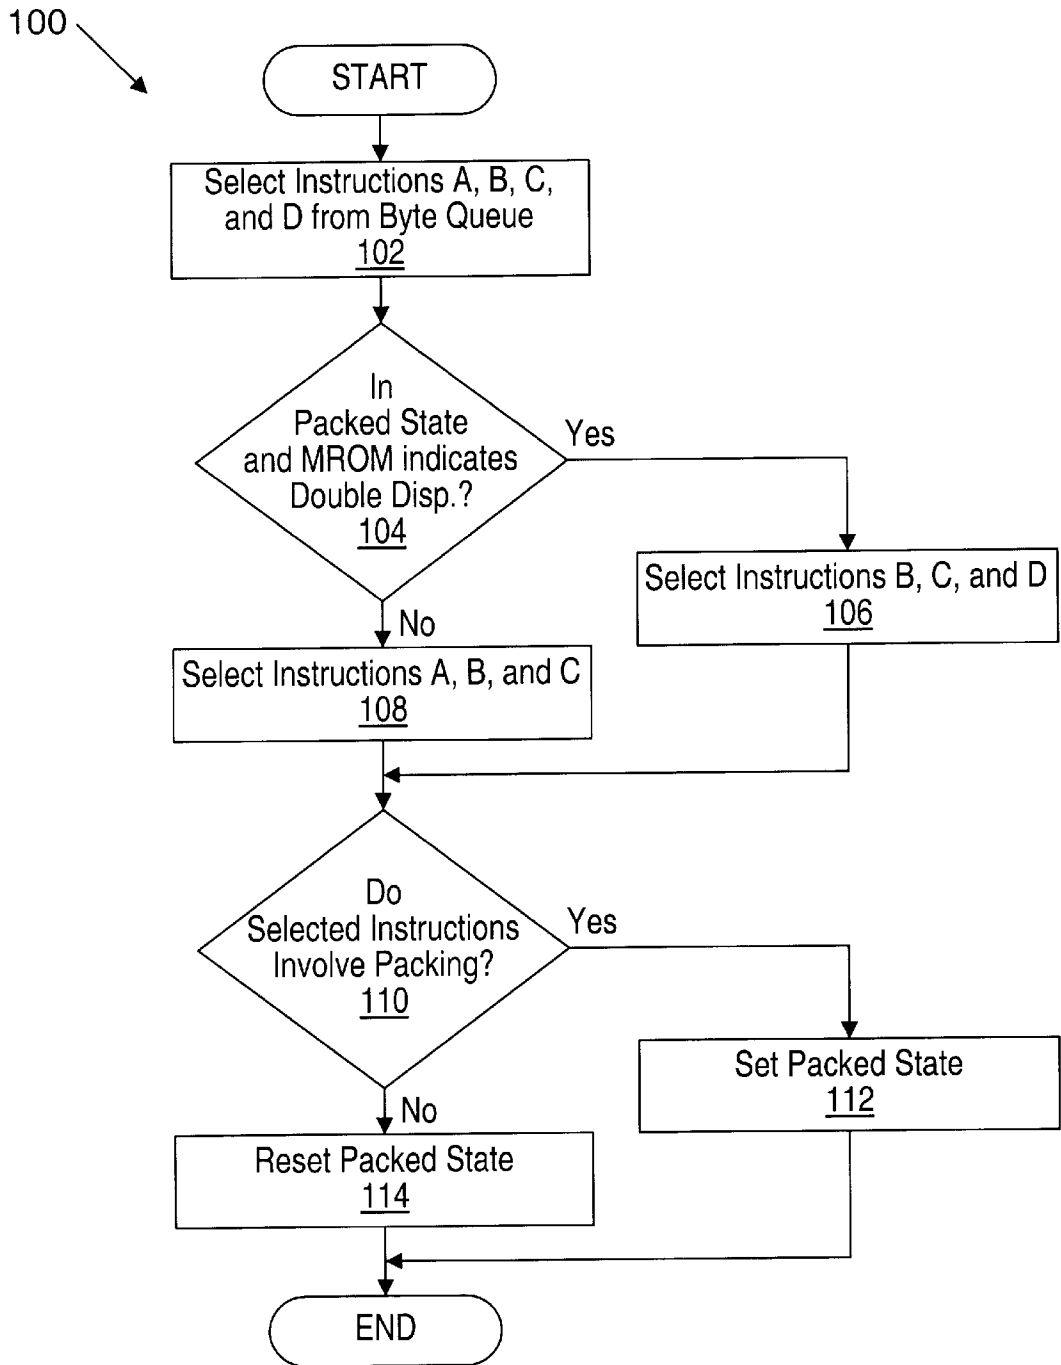 100
START
Select Instructions A, B, C,
and D from Byte Queue
102
In
Packed State
and MROM indicates
Double Disp.?
104
Yes
Select Instructions B, C, and D
106
No
Select Instructions A, B, and C
108
Do
Selected Instructions
Involve Packing?
110
Yes
Set Packed State
112
No
Reset Packed State
114
END